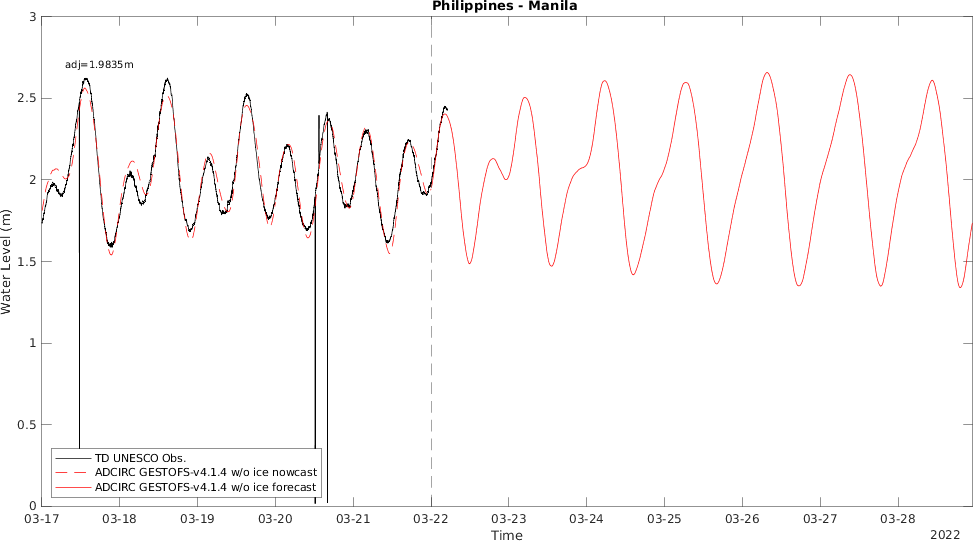 Philippines - Manila
adj=1.9835m
Water Level (m)
3
2.5
2
1.5
1
0.5
0
TD UNESCO Obs.
ADCIRC GESTOFS-v4.1.4 w/o ice nowcast
ADCIRC GESTOFS-v4.1.4 w/o ice forecast
03-17 03-18 03-19 03-20 03-21 03-22 03-23 03-24 03-25 03-26 03-27 03-28
Time
2022